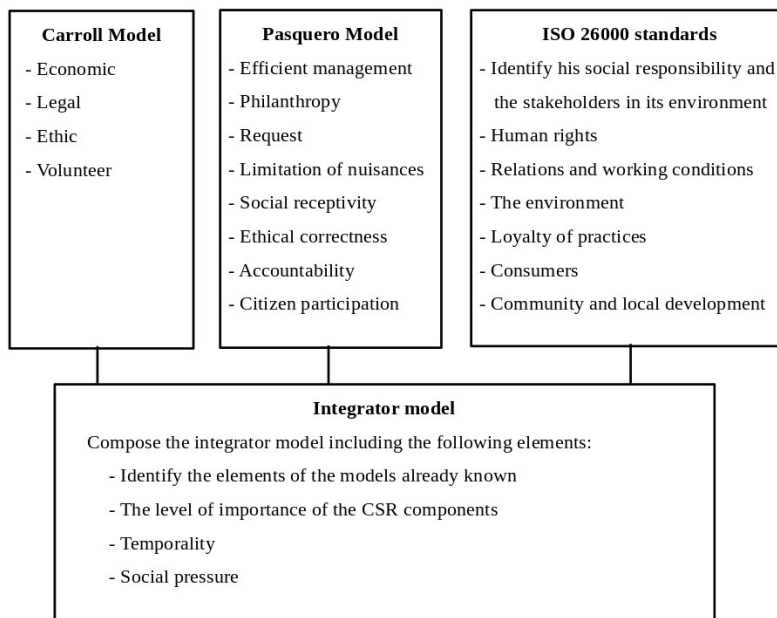 Carroll Model
- Economic
- Legal
- Ethic
- Volunteer
Pasquero Model
- Efficient management
- Philanthropy
- Request
- Limitation of nuisances
- Social receptivity
- Ethical correctness
- Accountability
- Citizen participation
ISO 26000 standards
- Identify his social responsibility and
the stakeholders in its environment
- Human rights
- Relations and working conditions
- The environment
- Loyalty of practices
- Consumers
- Community and local development
Integrator model
Compose the integrator model including the following elements:
- Identify the elements of the models already known
- The level of importance of the CSR components
- Temporality
- Social pressure